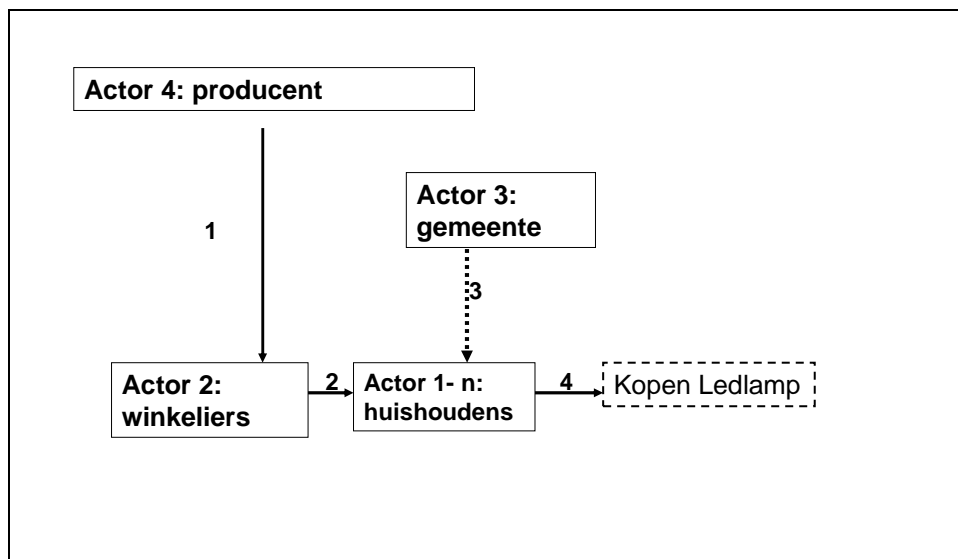 Actor 4: producent
Actor 3:
gemeente
1
3
Actor 2:
winkeliers
2
Actor 1- n:
huishoudens
4
Kopen Ledlamp